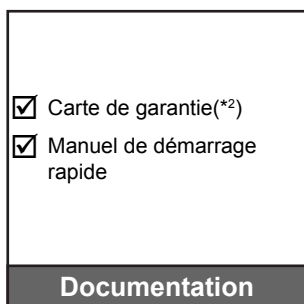 ☑ Carte de garantie(*²)
☑ Manuel de démarrage
rapide
Documentation